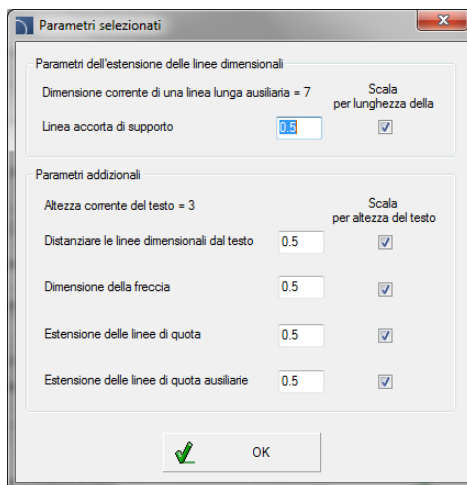 Parametri selezionati
Parametri dell'estensione delle linee dimensionali
Dimensione corrente di una linea lunga ausiliaria = 7
Scala
per lunghezza della
Linea accorta di supporto
0.5
Parametri addizionali
Altezza corrente del testo = 3
Scala
per altezza del testo
Distanziare le linee dimensionali dal testo
0.5
Dimensione della freccia
0.5
Estensione delle linee di quota
0.5
Estensione delle linee di quota ausiliarie
0.5
OK